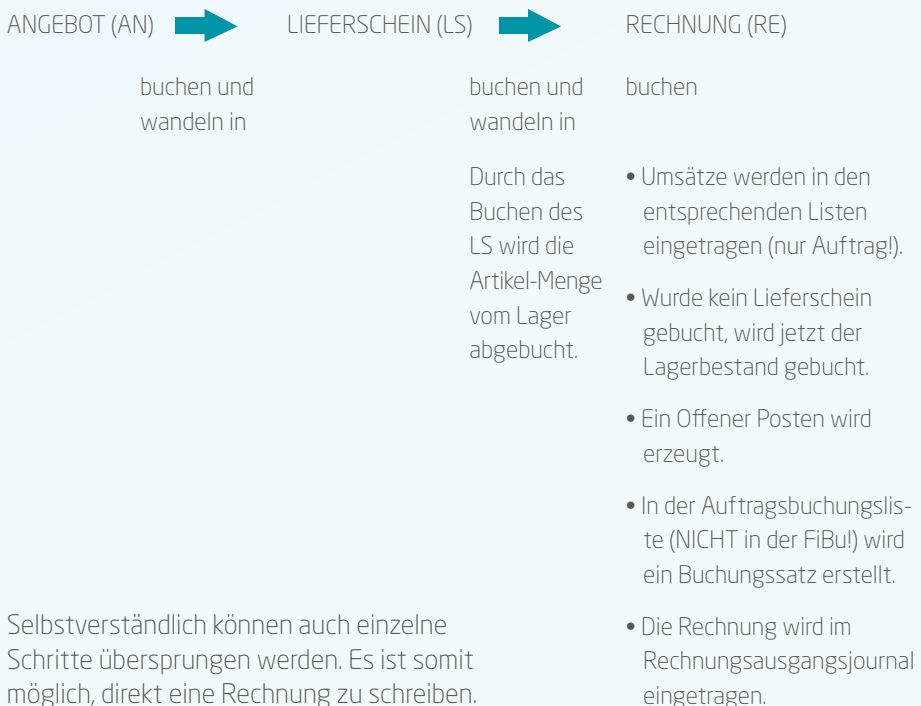 ANGEBOT (AN)
LIEFERSCHEIN (LS)
RECHNUNG (RE)
buchen und
wandeln in
buchen und
wandeln in
Durch das
Buchen des
LS wird die
Artikel-Menge
vom Lager
abgebucht.
buchen
• Umsätze werden in den
entsprechenden Listen
eingetragen (nur Auftrag!).
• Wurde kein Lieferschein
gebucht, wird jetzt der
Lagerbestand gebucht.
• Ein Offener Posten wird
erzeugt.
• In der Auftragsbuchungslis-
te (NICHT in der FiBu!) wird
ein Buchungssatz erstellt.
• Die Rechnung wird im
Rechnungsausgangsjournal
eingetragen.
Selbstverständlich können auch einzelne
Schritte übersprungen werden. Es ist somit
möglich, direkt eine Rechnung zu schreiben.